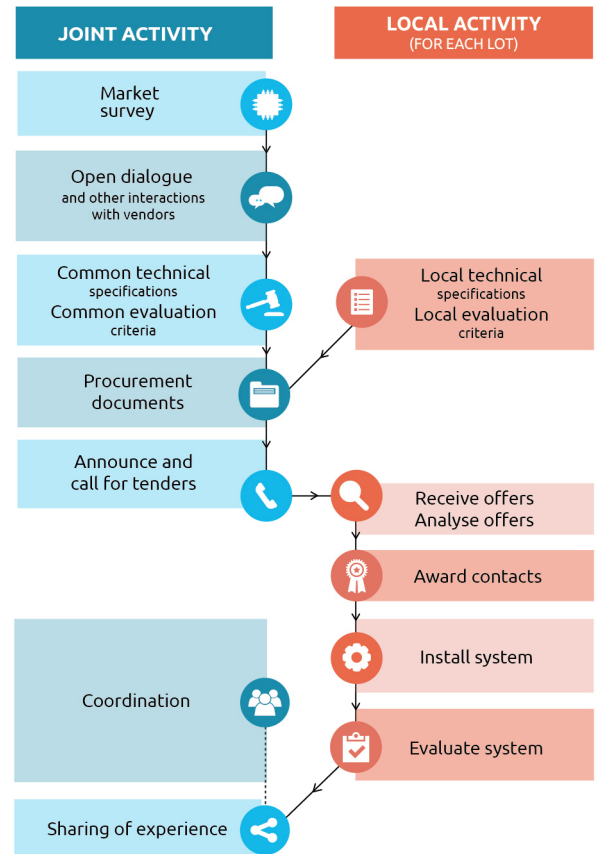 JOINT ACTIVITY
LOCAL ACTIVITY
(FOR EACH LOT)
Market
survey
Open dialogue
and other interactions
with vendors
Common technical
specifications
Common evaluation
criteria
Local technical
specifications
Local evaluation
criteria
Procurement
documents
Announce and
call for tenders
Receive offers
Analyse offers
Award contacts
Install system
Coordination
Evaluate system
Sharing of experience